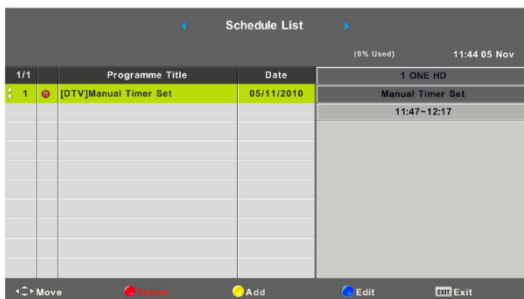 Schedule List
(0% Used) 11:44 05 Nov
1/1 Programme Title Date
1 ONE HD
1 R [DTV]Manual Timer Set 05/11/2010
Manual Timer Set
11:47~12:17
Move Delete Add Edit EXIT Exit